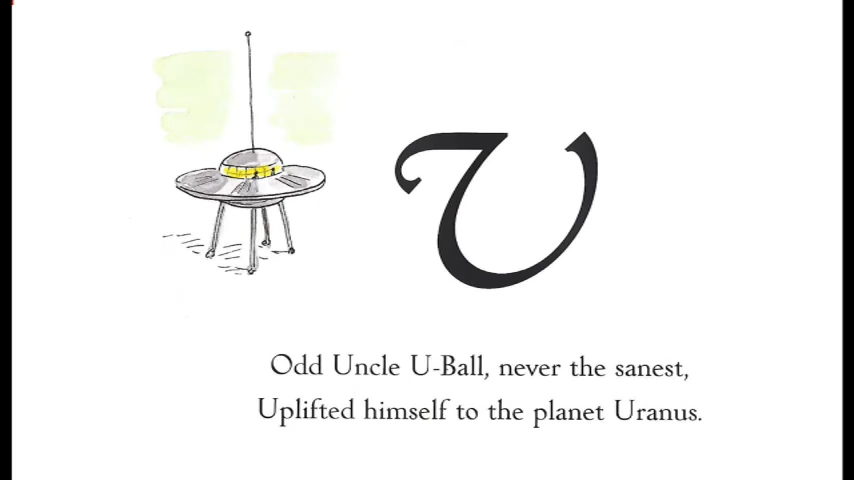 U
Odd Uncle U-Ball, never the sanest,
Uplifted himself to the planet Uranus.